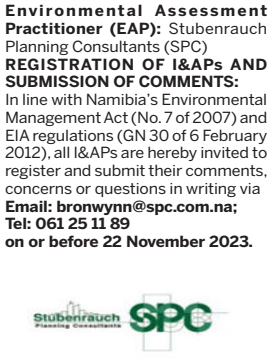 Environmental Assessment
Practitioner (EAP): Stubenrauch
Planning Consultants (SPC)
REGISTRATION OF I&APs AND
SUBMISSION OF COMMENTS:
In line with Namibia's Environmental
Management Act (No. 7 of 2007) and
EIA regulations (GN 30 of 6 February
2012), all I&APs are hereby invited to
register and submit their comments,
concerns or questions in writing via
Email: bronwynn@spc.com.na;
Tel: 061 25 11 89
on or before 22 November 2023.
Stubenrauch
Planning Consultants
SPC